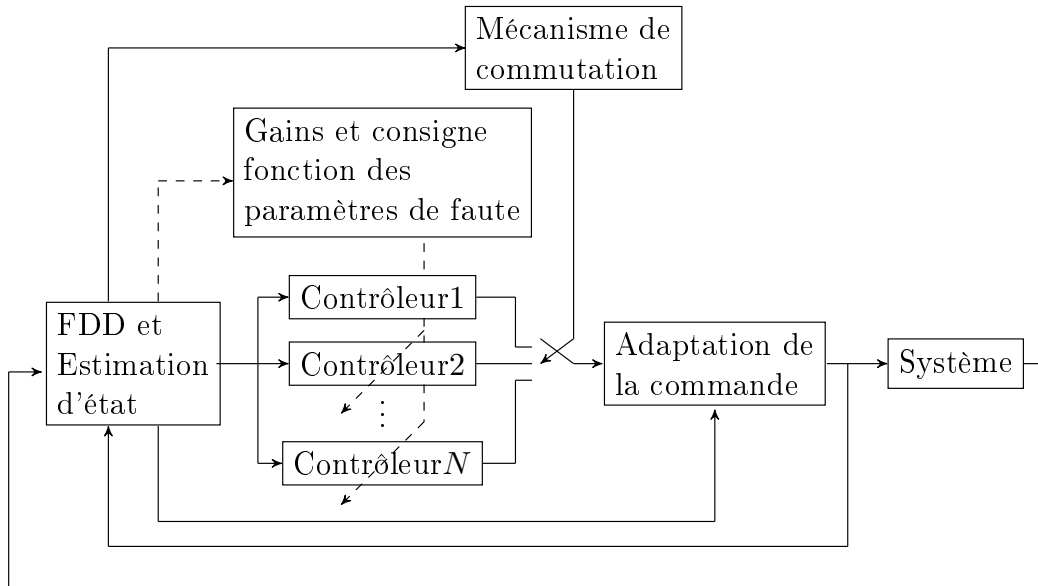 Mécanisme de
commutation
Gains et consigne
fonction des
paramètres de faute
Contrôleur1
FDD et
Estimation
d'état
Contrôleur2
⋮
ContrôleurN
Adaptation de
la commande
Système